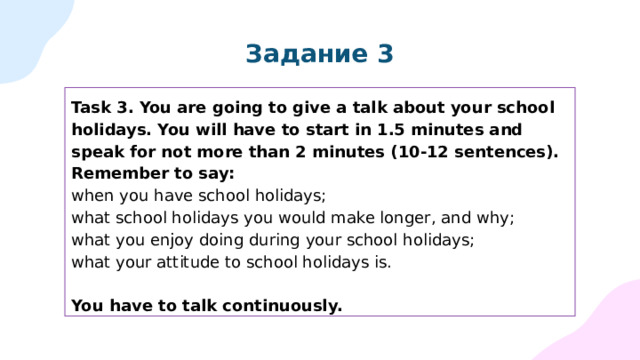 Задание 3
Task 3. You are going to give a talk about your school
holidays. You will have to start in 1.5 minutes and
speak for not more than 2 minutes (10-12 sentences).
Remember to say:
when you have school holidays;
what school holidays you would make longer, and why;
what you enjoy doing during your school holidays;
what your attitude to school holidays is.
You have to talk continuously.